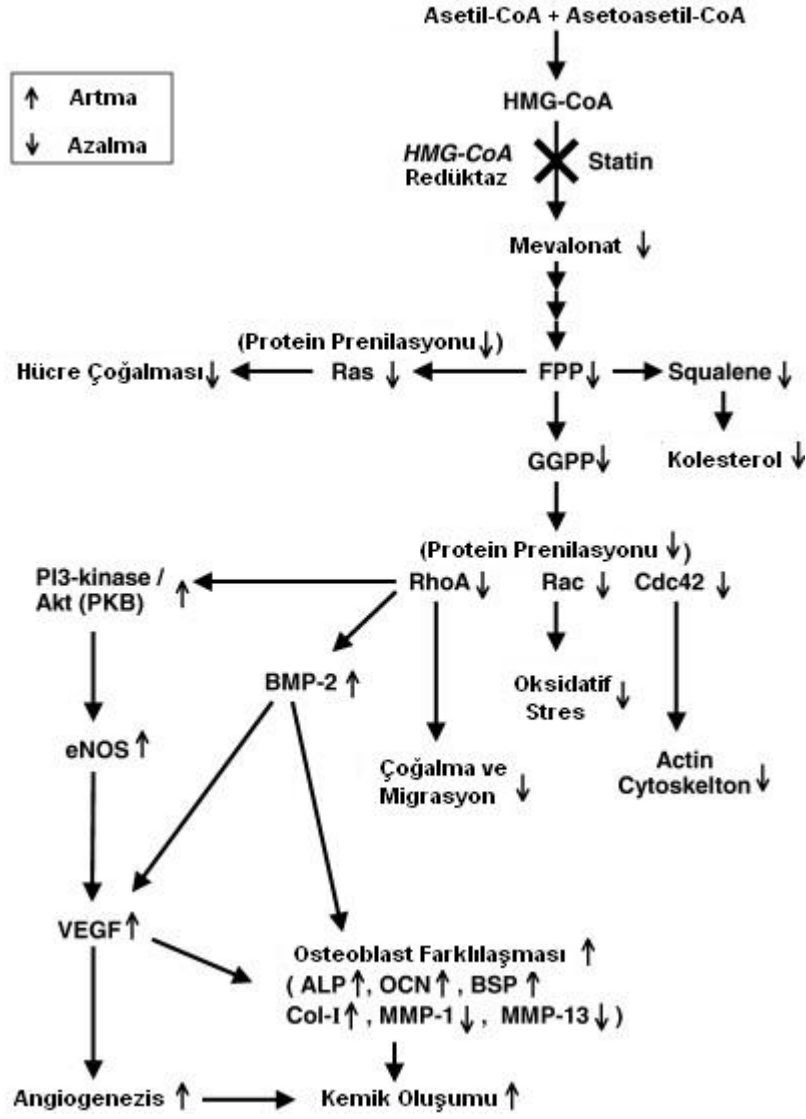 Asetil-CoA + Asetoasetil-CoA
↑ Artma
↓ Azalma
HMG-CoA
HMG-CoA
Redüktaz
Statin
Mevalonat ↓
(Protein Prenilasyonu ↓)
Hücre Çoğalması ↓
Ras ↓
FPP ↓
Squalene ↓
GGPP ↓
Kolesterol ↓
(Protein Prenilasyonu ↓)
PI3-kinase /
Akt (PKB) ↑
RhoA ↓
Rac ↓
Cdc42 ↓
BMP-2 ↑
Oksidatif
Stres ↓
eNOS ↑
Çoğalma ve
Migrasyon ↓
Actin
Cytoskelton ↓
VEGF ↑
Osteoblast Farklılaşması ↑
( ALP ↑, OCN ↑, BSP ↑
Col-I ↑, MMP-1 ↓, MMP-13 ↓ )
Angiogenezis ↑
Kemik Oluşumu ↑